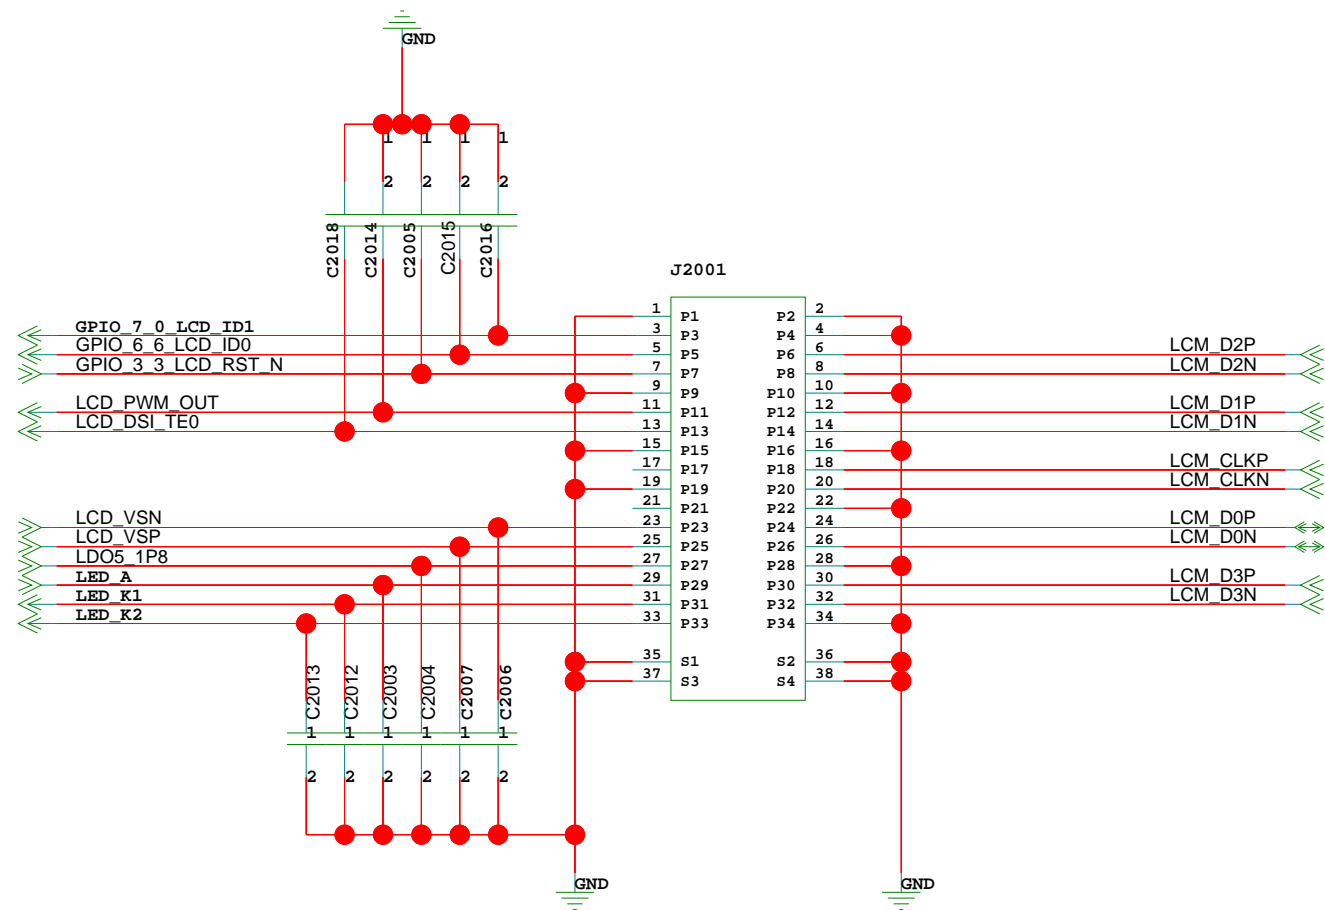 GND
1 1 1 1
2 2 2 2
C2018 C2014 C2005 C2015 C2016
J2001
1 P1 P2 2
GPIO_7_0_LCD_ID1 3 P3 P4 4
GPIO_6_6_LCD_ID0 5 P5 P6 6 LCM_D2P
GPIO_3_3_LCD_RST_N 7 P7 P8 8 LCM_D2N
9 P9 P10 10
LCD_PWM_OUT 11 P11 P12 12 LCM_D1P
LCD_DSI_TE0 13 P13 P14 14 LCM_D1N
15 P15 P16 16
17 P17 P18 18 LCM_CLKP
19 P19 P20 20 LCM_CLKN
21 P21 P22 22
LCD_VSN 23 P23 P24 24 LCM_D0P
LCD_VSP 25 P25 P26 26 LCM_D0N
LDO5_1P8 27 P27 P28 28
LED_A 29 P29 P30 30 LCM_D3P
LED_K1 31 P31 P32 32 LCM_D3N
LED_K2 33 P33 P34 34
35 S1 S2 36
37 S3 S4 38
C2013 C2012 C2003 C2004 C2007 C2006
1 1 1 1 1 1
2 2 2 2 2 2
GND GND